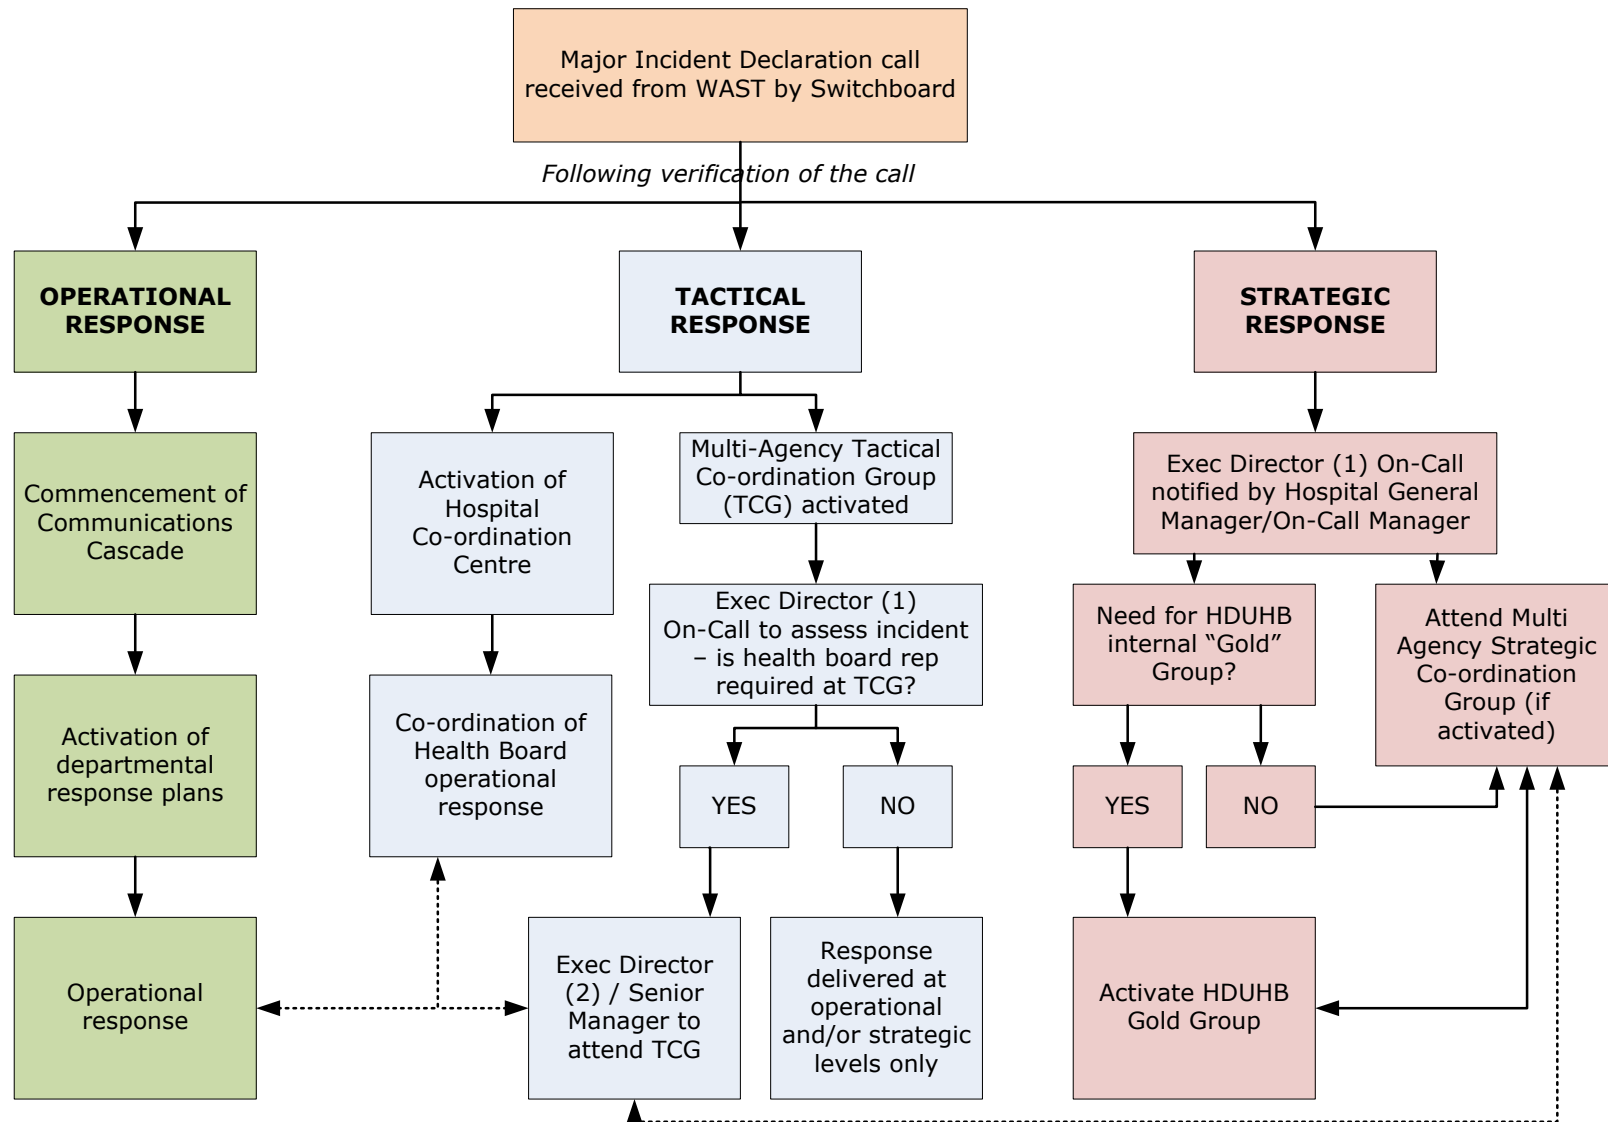 Major Incident Declaration call
received from WAST by Switchboard
Following verification of the call
OPERATIONAL
RESPONSE
TACTICAL
RESPONSE
STRATEGIC
RESPONSE
Commencement of
Communications
Cascade
Activation of
Hospital
Co-ordination
Centre
Multi-Agency Tactical
Co-ordination Group
(TCG) activated
Exec Director (1) On-Call
notified by Hospital General
Manager/On-Call Manager
Exec Director (1)
On-Call to assess incident
– is health board rep
required at TCG?
Need for HDUHB
internal “Gold”
Group?
Attend Multi
Agency Strategic
Co-ordination
Group (if
activated)
Activation of
departmental
response plans
Co-ordination of
Health Board
operational
response
YES
NO
YES
NO
Operational
response
Exec Director
(2) / Senior
Manager to
attend TCG
Response
delivered at
operational
and/or strategic
levels only
Activate HDUHB
Gold Group